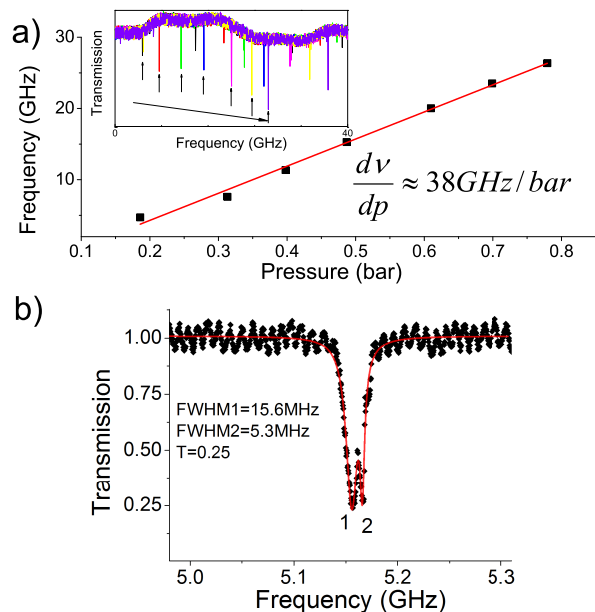 a)
Transmission
0
40
Frequency (GHz)
Frequency (GHz)
30
20
10
dν/dp ≈ 38GHz/bar
0.1 0.2 0.3 0.4 0.5 0.6 0.7 0.8
Pressure (bar)
b)
Transmission
1.00
0.75
0.50
0.25
FWHM1=15.6MHz
FWHM2=5.3MHz
T=0.25
1 2
5.0 5.1 5.2 5.3
Frequency (GHz)